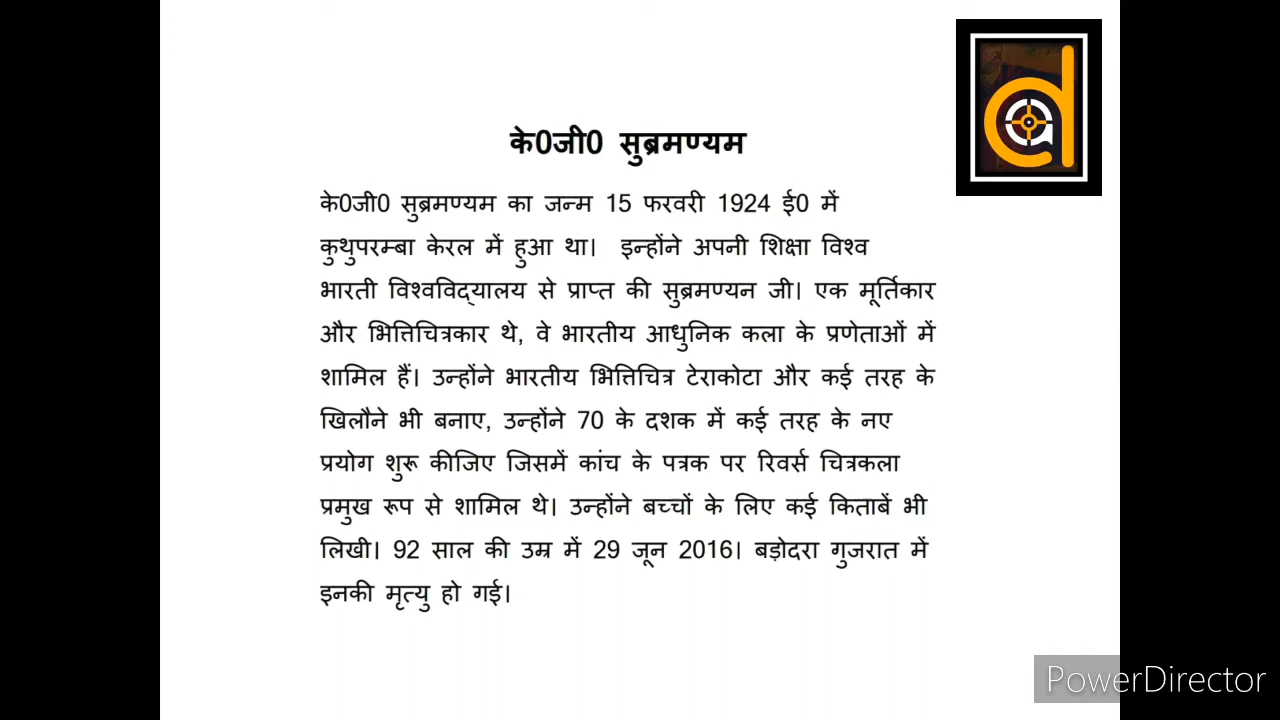 के0जी0 सुब्रमण्यम
के0जी0 सुब्रमण्यम का जन्म 15 फरवरी 1924 ई0 में
कुथुपरम्बा केरल में हुआ था। इन्होंने अपनी शिक्षा विश्व
भारती विश्वविद्यालय से प्राप्त की सुब्रमण्यन जी। एक मूर्तिकार
और भित्तिचित्रकार थे, वे भारतीय आधुनिक कला के प्रणेताओं में
शामिल हैं। उन्होंने भारतीय भित्तिचित्र टेराकोटा और कई तरह के
खिलौने भी बनाए, उन्होंने 70 के दशक में कई तरह के नए
प्रयोग शुरू कीजिए जिसमें कांच के पत्रक पर रिवर्स चित्रकला
प्रमुख रूप से शामिल थे। उन्होंने बच्चों के लिए कई किताबें भी
लिखी। 92 साल की उम्र में 29 जून 2016। बड़ोदरा गुजरात में
इनकी मृत्यु हो गई।
PowerDirector